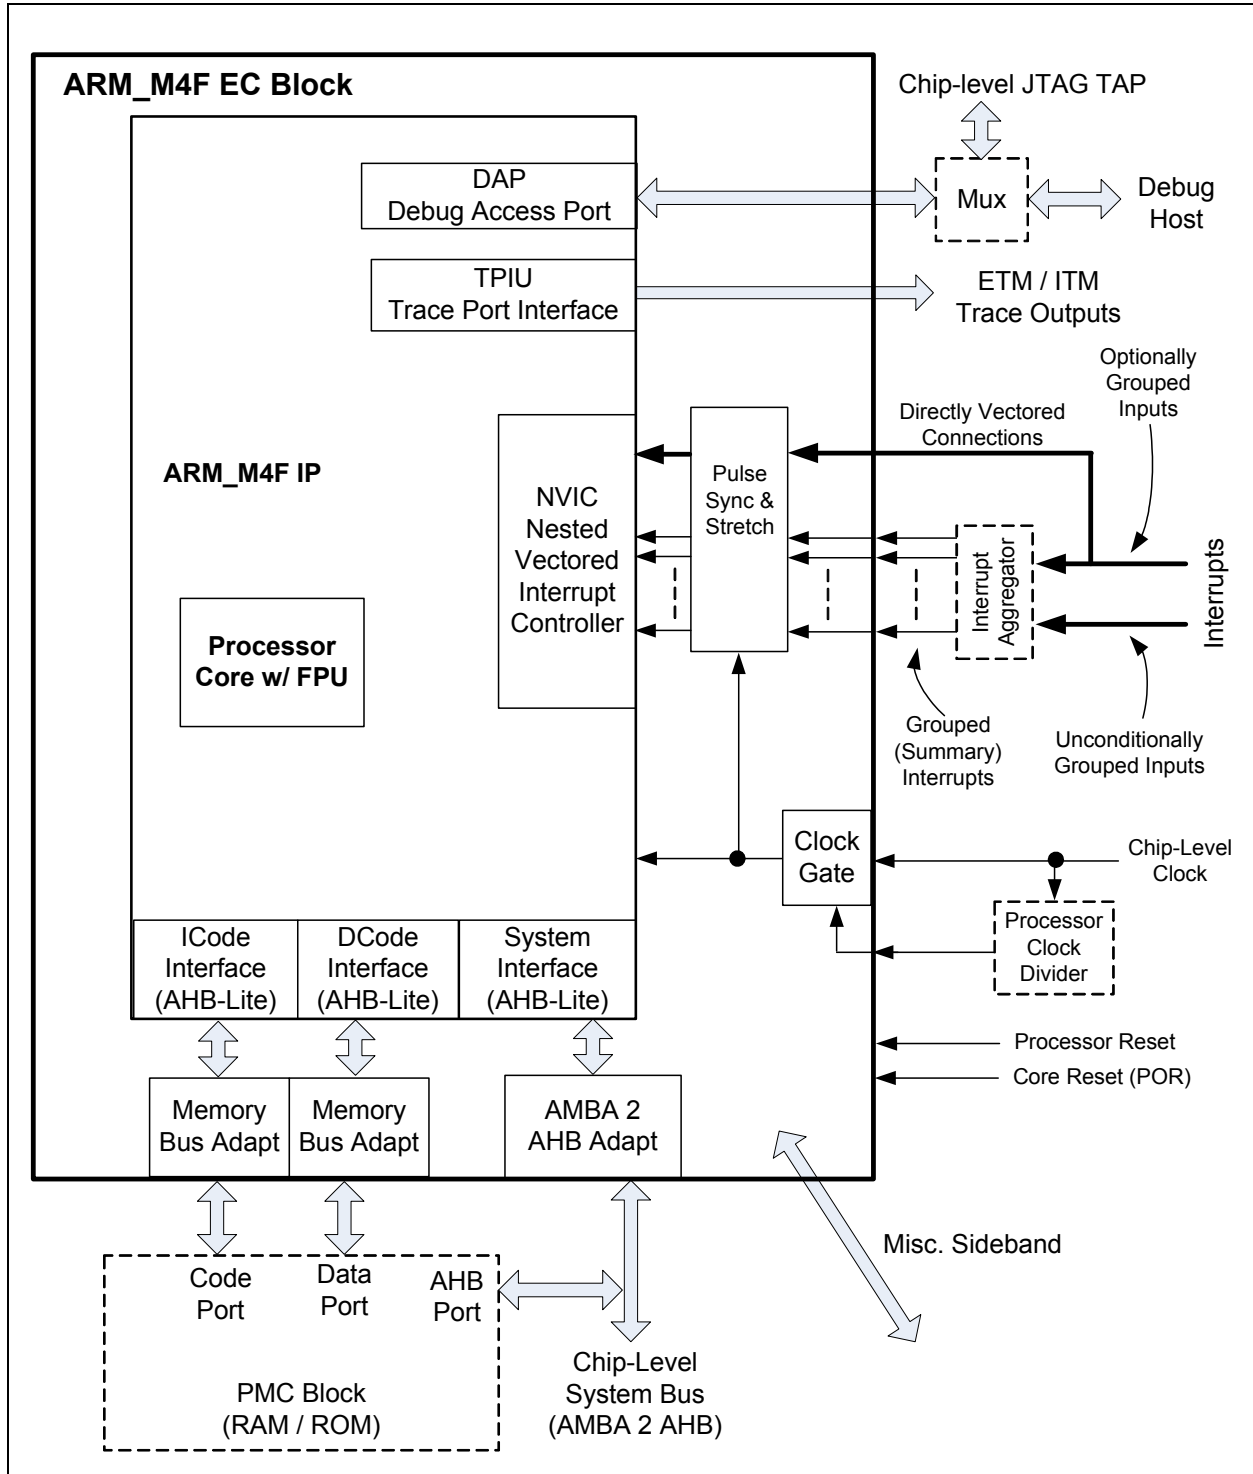 ARM_M4F EC Block
Chip-level JTAG TAP
DAP
Debug Access Port
Mux
Debug
Host
TPIU
Trace Port Interface
ETM / ITM
Trace Outputs
Optionally
Grouped
Inputs
Directly Vectored
Connections
ARM_M4F IP
NVIC
Nested
Vectored
Interrupt
Controller
Pulse
Sync &
Stretch
Interrupt
Aggregator
Interrupts
Processor
Core w/ FPU
Grouped
(Summary)
Interrupts
Unconditionally
Grouped Inputs
Clock
Gate
Chip-Level
Clock
Processor
Clock
Divider
ICode
Interface
(AHB-Lite)
DCode
Interface
(AHB-Lite)
System
Interface
(AHB-Lite)
Processor Reset
Core Reset (POR)
Memory
Bus Adapt
Memory
Bus Adapt
AMBA 2
AHB Adapt
Misc. Sideband
Code
Port
Data
Port
AHB
Port
PMC Block
(RAM / ROM)
Chip-Level
System Bus
(AMBA 2 AHB)